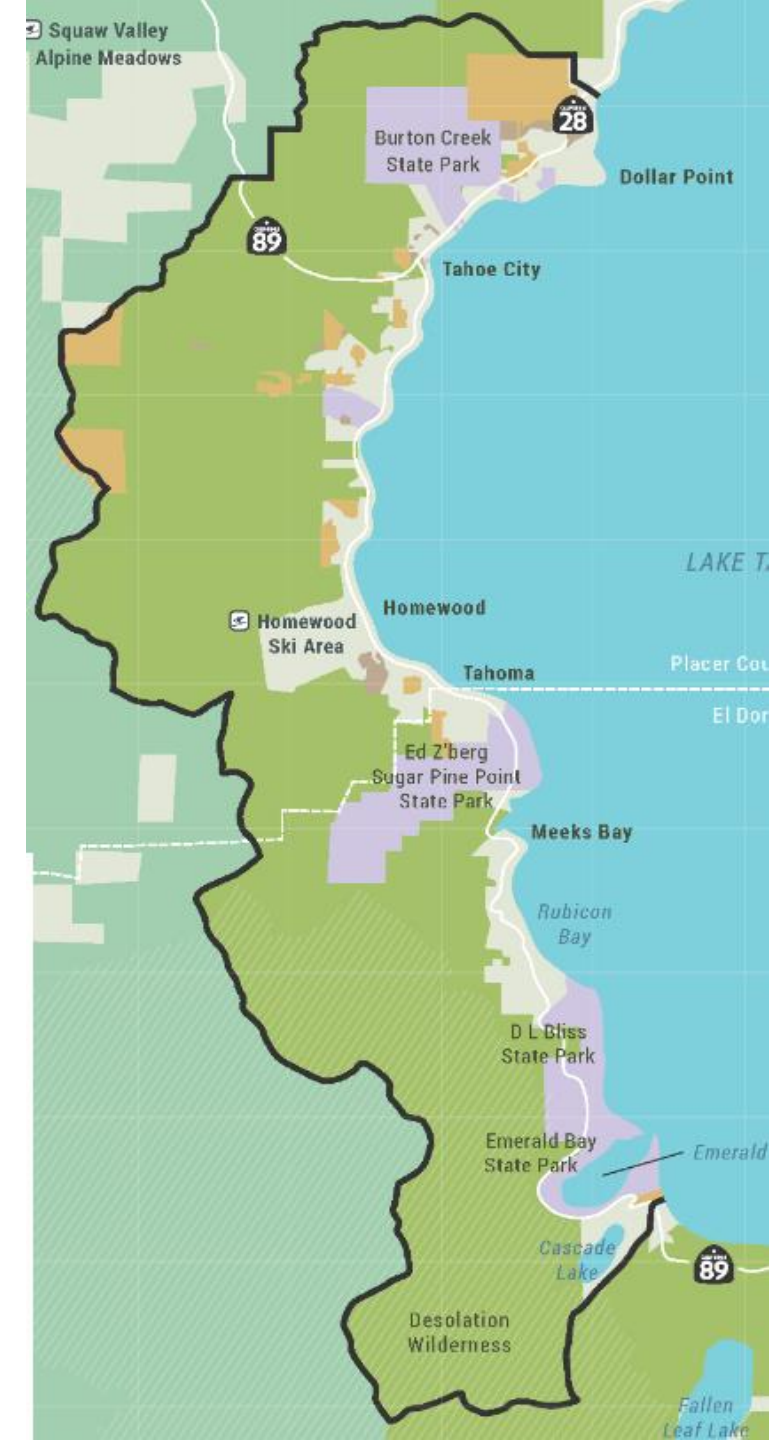 Squaw Valley
Alpine Meadows
Burton Creek
State Park
28
Dollar Point
89
Tahoe City
LAKE T
Homewood
Homewood
Ski Area
Tahoma
Placer Cou
El Dor
Ed Z'berg
Sugar Pine Point
State Park
Meeks Bay
Rubicon
Bay
D L Bliss
State Park
Emerald Bay
State Park
Emerald
Cascade
Lake
89
Desolation
Wilderness
Fallen
Leaf Lake